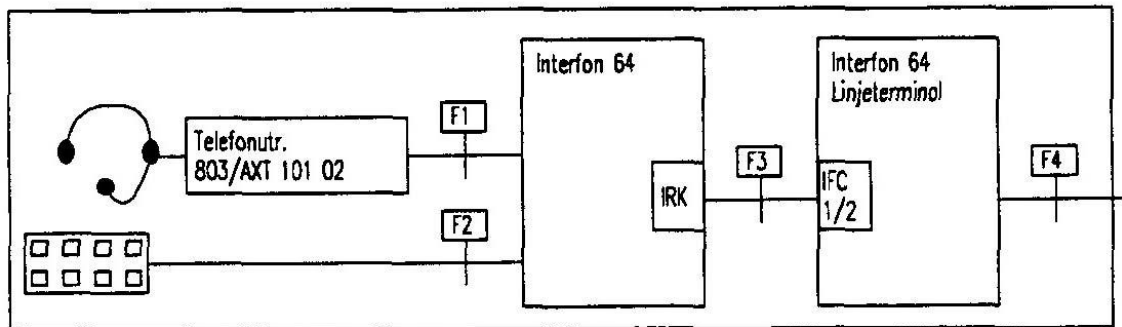 Telefonutr.
803/AXT 101 02
F1
F2
Interfon 64
IRK
F3
Interfon 64
Linjeterminal
IFC
1/2
F4